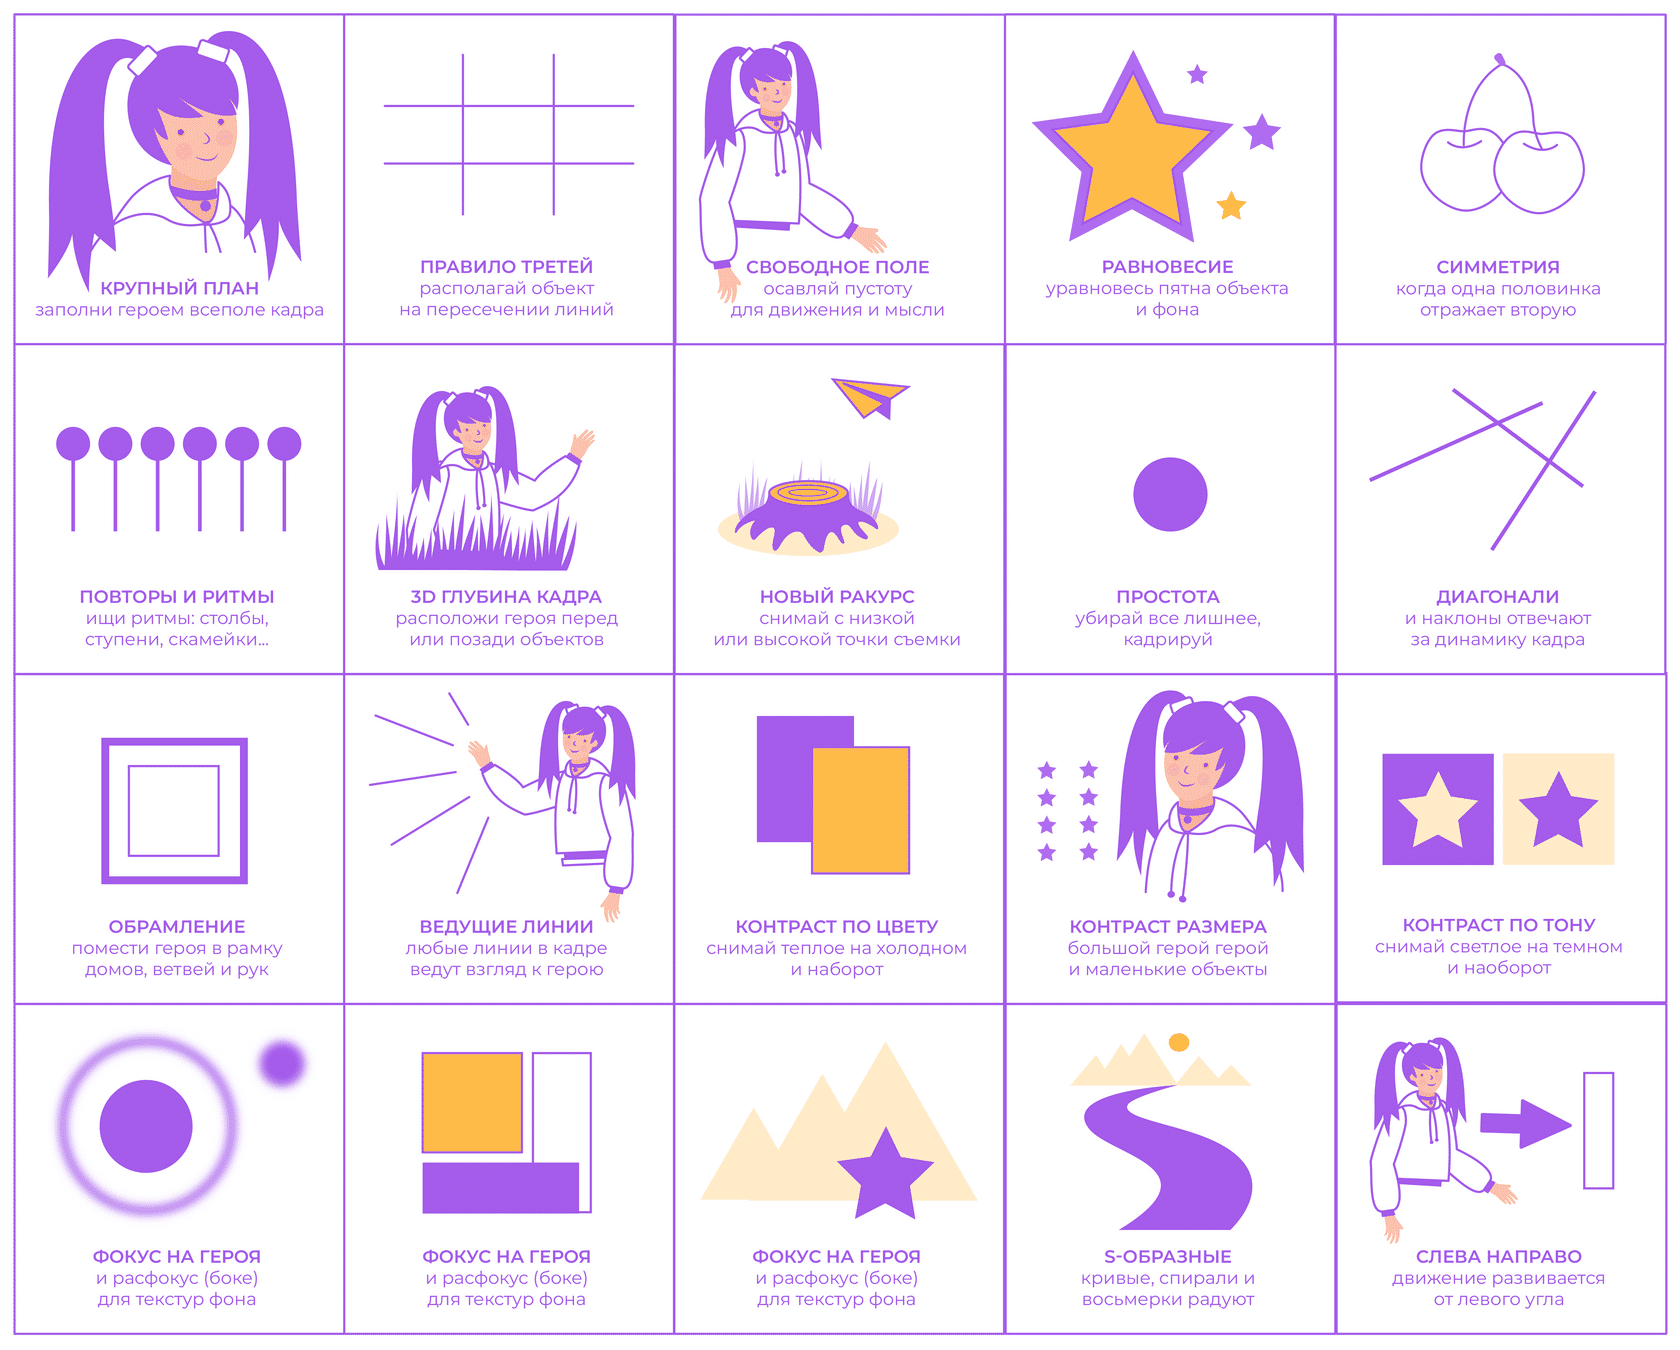 КРУПНЫЙ ПЛАН
заполни героем всеполе кадра
ПРАВИЛО ТРЕТЕЙ
располагай объект
на пересечении линий
СВОБОДНОЕ ПОЛЕ
осавляй пустоту
для движения и мысли
РАВНОВЕСИЕ
уравновесь пятна объекта
и фона
СИММЕТРИЯ
когда одна половинка
отражает вторую
ПОВТОРЫ И РИТМЫ
ищи ритмы: столбы,
ступени, скамейки...
3D ГЛУБИНА КАДРА
расположи героя перед
или позади объектов
НОВЫЙ РАКУРС
снимай с низкой
или высокой точки съемки
ПРОСТОТА
убирай все лишнее,
кадрируй
ДИАГОНАЛИ
и наклоны отвечают
за динамику кадра
ОБРАМЛЕНИЕ
помести героя в рамку
домов, ветвей и рук
ВЕДУЩИЕ ЛИНИИ
любые линии в кадре
ведут взгляд к герою
КОНТРАСТ ПО ЦВЕТУ
снимай теплое на холодном
и наборот
КОНТРАСТ РАЗМЕРА
большой герой герой
и маленькие объекты
КОНТРАСТ ПО ТОНУ
снимай светлое на темном
и наоборот
ФОКУС НА ГЕРОЯ
и расфокус (боке)
для текстур фона
ФОКУС НА ГЕРОЯ
и расфокус (боке)
для текстур фона
ФОКУС НА ГЕРОЯ
и расфокус (боке)
для текстур фона
S-ОБРАЗНЫЕ
кривые, спирали и
восьмерки радуют
СЛЕВА НАПРАВО
движение развивается
от левого угла